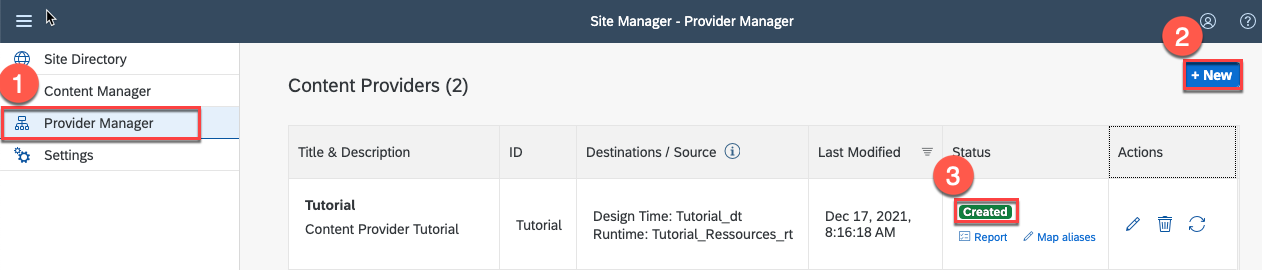 Site Manager - Provider Manager
2
Site Directory
1
Content Manager
Provider Manager
Settings
Content Providers (2)
+ New
Title & Description
ID
Destinations / Source
Last Modified
Status
Actions
3
Tutorial
Content Provider Tutorial
Tutorial
Design Time: Tutorial_dt
Runtime: Tutorial_Ressources_rt
Dec 17, 2021,
8:16:18 AM
Created
Report
Map aliases